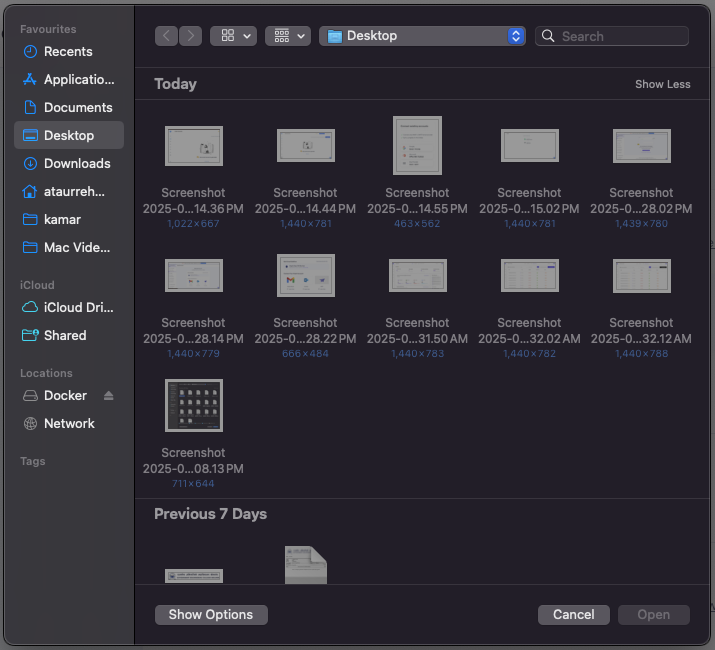 Favourites
Recents
Applicatio...
Documents
Desktop
Downloads
ataurreh...
kamar
Mac Vide...
iCloud
iCloud Dri...
Shared
Locations
Docker
Network
Tags
Desktop
Search
Today
Show Less
Screenshot
2025-0...14.36 PM
1,022×667
Screenshot
2025-0...14.44 PM
1,440×781
Screenshot
2025-0...14.55 PM
463×562
Screenshot
2025-0...15.02 PM
1,440×781
Screenshot
2025-0...28.02 PM
1,439×780
Screenshot
2025-0...28.14 PM
1,440×779
Screenshot
2025-0...28.22 PM
666×484
Screenshot
2025-0...31.50 AM
1,440×783
Screenshot
2025-0...32.02 AM
1,440×782
Screenshot
2025-0...32.12 AM
1,440×788
Screenshot
2025-0...08.13 PM
711×644
Previous 7 Days
Show Options
Cancel
Open